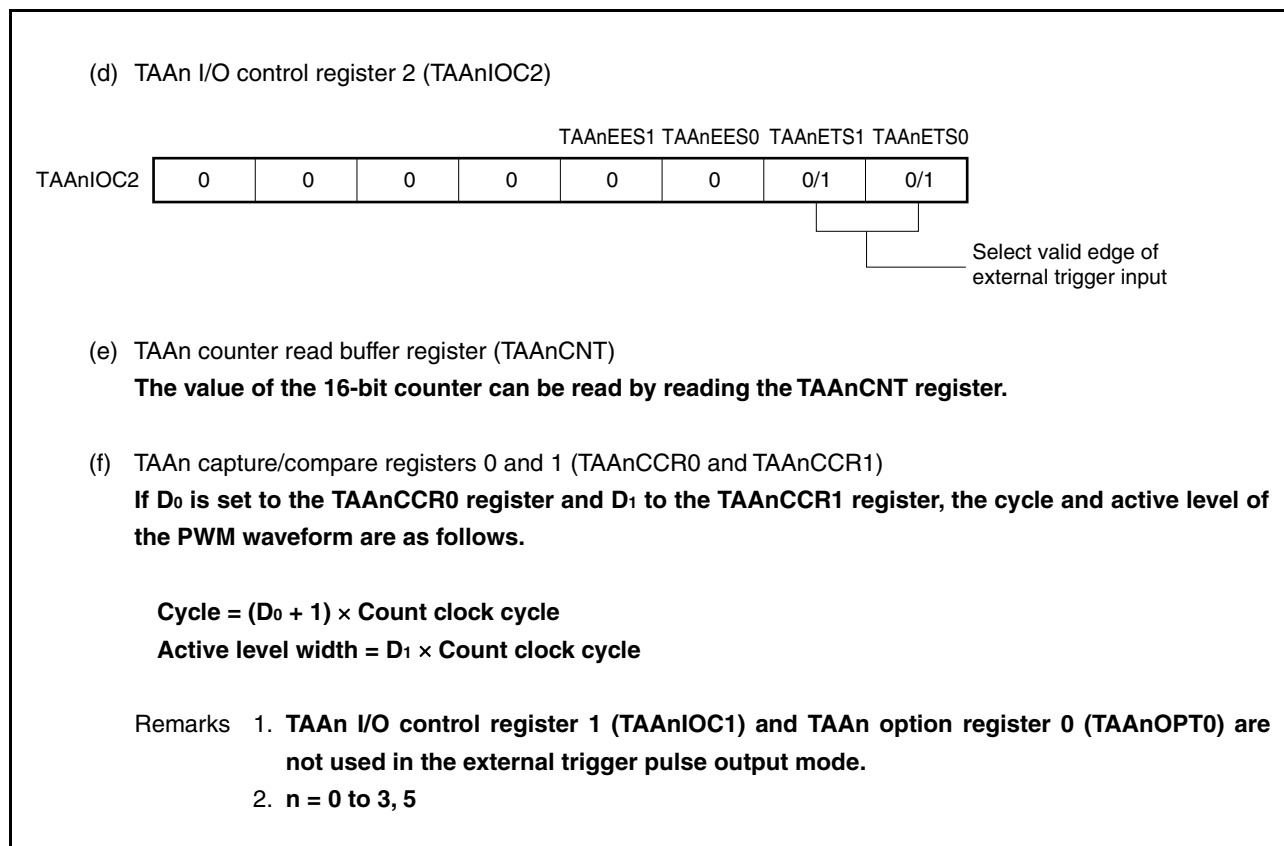 (d) TAAn I/O control register 2 (TAAnIOC2)
TAAnEES1 TAAnEES0 TAAnETS1 TAAnETS0
TAAnIOC2 0 0 0 0 0 0 0/1 0/1
Select valid edge of
external trigger input
(e) TAAn counter read buffer register (TAAnCNT)
The value of the 16-bit counter can be read by reading the TAAnCNT register.
(f) TAAn capture/compare registers 0 and 1 (TAAnCCR0 and TAAnCCR1)
If D0 is set to the TAAnCCR0 register and D1 to the TAAnCCR1 register, the cycle and active level of
the PWM waveform are as follows.
Cycle = (D0 + 1) × Count clock cycle
Active level width = D1 × Count clock cycle
Remarks 1. TAAn I/O control register 1 (TAAnIOC1) and TAAn option register 0 (TAAnOPT0) are
not used in the external trigger pulse output mode.
2. n = 0 to 3, 5